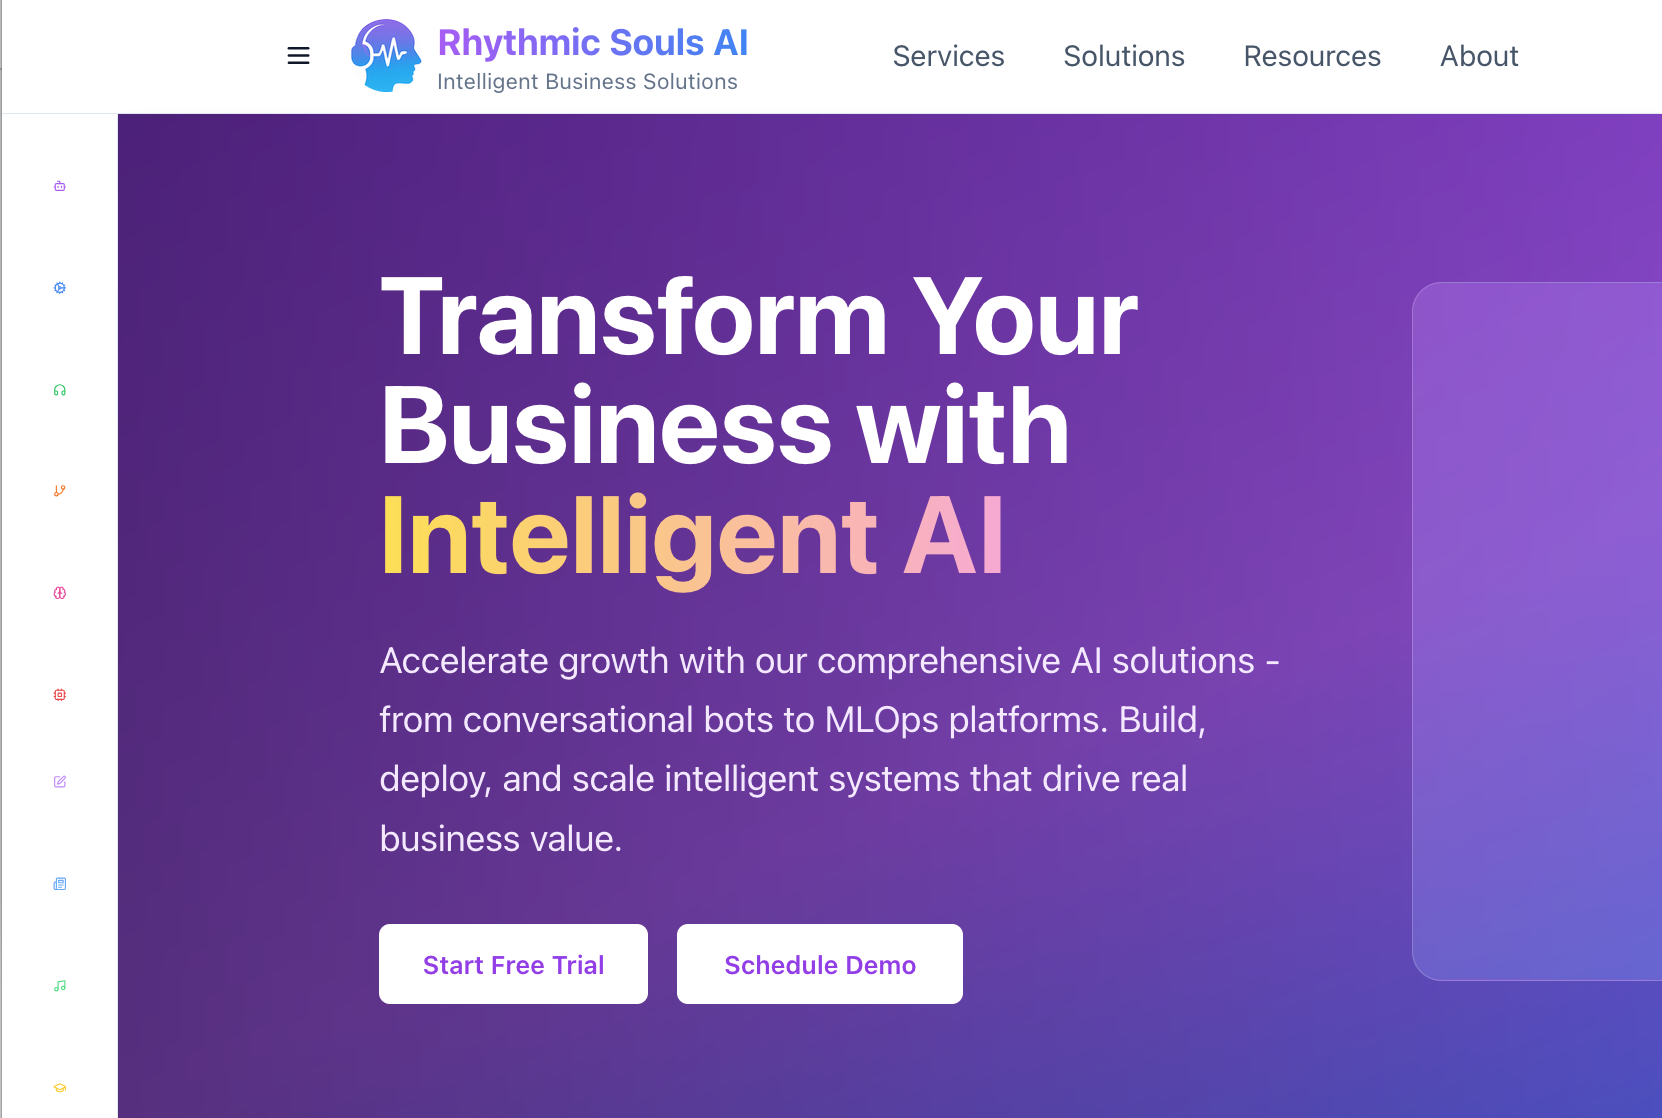 Rhythmic Souls AI
Intelligent Business Solutions
Services
Solutions
Resources
About
Transform Your
Business with
Intelligent AI
Accelerate growth with our comprehensive AI solutions -
from conversational bots to MLOps platforms. Build,
deploy, and scale intelligent systems that drive real
business value.
Start Free Trial
Schedule Demo